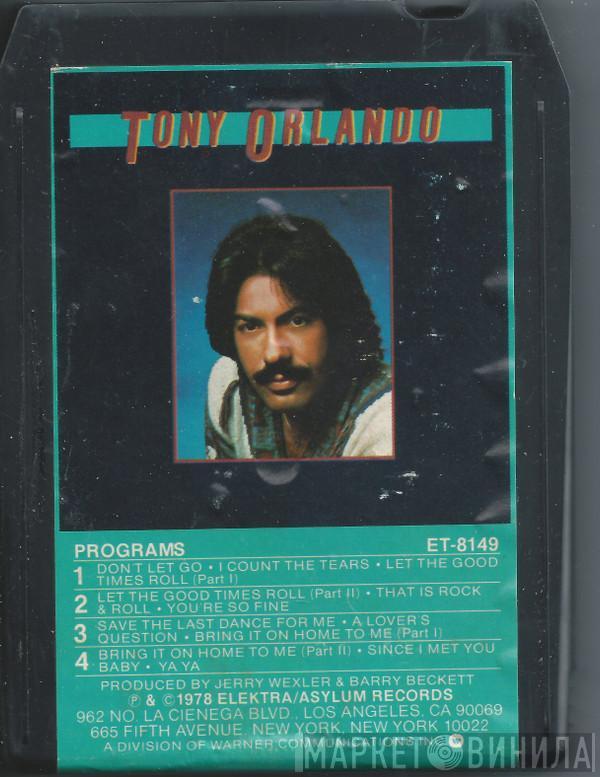 TONY ORLANDO
PROGRAMS ET-8149
1 DON'T LET GO • I COUNT THE TEARS • LET THE GOOD
TIMES ROLL (Part I)
2 LET THE GOOD TIMES ROLL (Part II) • THAT IS ROCK
& ROLL • YOU'RE SO FINE
3 SAVE THE LAST DANCE FOR ME • A LOVER'S
QUESTION • BRING IT ON HOME TO ME (Part I)
4 BRING IT ON HOME TO ME (Part II) • SINCE I MET YOU
BABY • YA YA
PRODUCED BY JERRY WEXLER & BARRY BECKETT
℗ & © 1978 ELEKTRA/ASYLUM RECORDS
962 NO. LA CIENEGA BLVD., LOS ANGELES, CA 90069
665 FIFTH AVENUE, NEW YORK, NEW YORK 10022
A DIVISION OF WARNER COMMUNICATIONS IN
МАРКЕТ ВИНИЛА